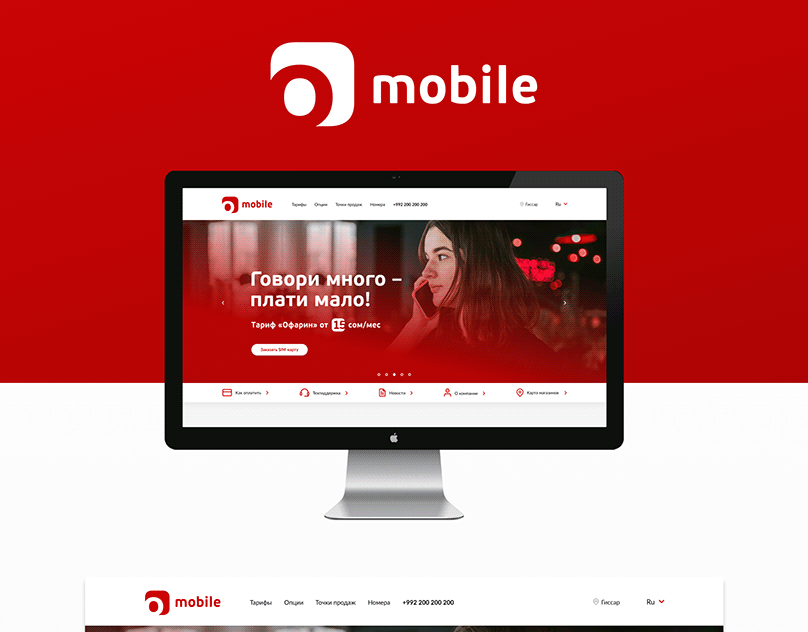 mobile
mobile Тарифы Опции Точки продаж Номера +992 200 200 200 Гиссар Ru
Говори много –
плати мало!
Тариф «Офарин» от 15 сом/мес
Заказать SIM-карту
Как оплатить Техподдержка Новости О компании Карта магазинов
mobile Тарифы Опции Точки продаж Номера +992 200 200 200 Гиссар Ru